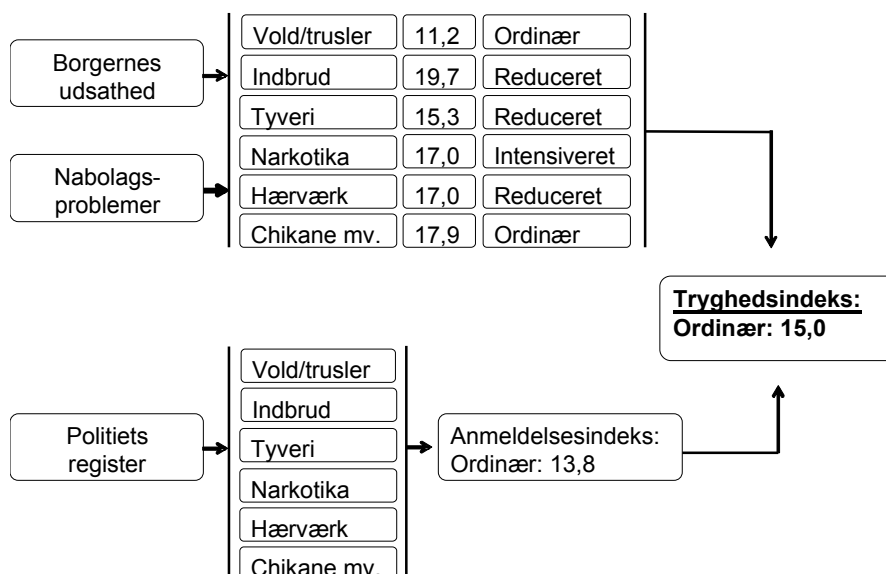 Borgernes
udsathed
Nabolags-
problemer
Vold/trusler 11,2 Ordinær
Indbrud 19,7 Reduceret
Tyveri 15,3 Reduceret
Narkotika 17,0 Intensiveret
Hærværk 17,0 Reduceret
Chikane mv. 17,9 Ordinær
Tryghedsindeks:
Ordinær: 15,0
Politiets
register
Vold/trusler
Indbrud
Tyveri
Narkotika
Hærværk
Chikane mv.
Anmeldelsesindeks:
Ordinær: 13,8